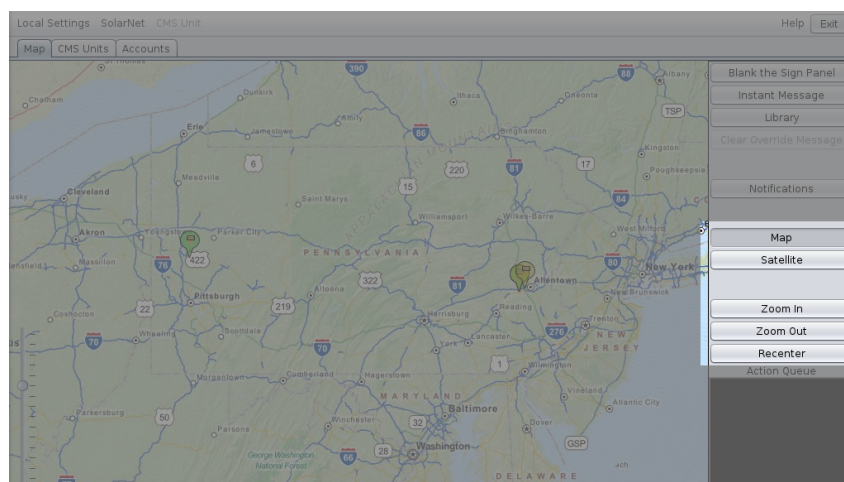 Local Settings SolarNet CMS Unit Help Exit
Map CMS Units Accounts
Blank the Sign Panel
Instant Message
Library
Clear Override Message
Notifications
Map
Satellite
Zoom In
Zoom Out
Recenter
Action Queue
St Thomas
390
88
Albany
Chatham
Dunkirk
Ithaca
Oneonta
TSP
Erie
Jamestown
86
Binghamton
Kingston
6
220
81
17
Poughkeepsie
Meadville
15
84
Cleveland
Saint Marys
Williamsport
Wilkes-Barre
Akron
Parker City
West Milford
Massillon
76
422
PENNSYLVANIA
80
New York
322
Allentown
Altoona
81
New Brunswick
Pittsburgh
Coshocton
22
219
Harrisburg
Reading
Trenton
Wheeling
Scottdale
Lancaster
276
NEW
70
70
York
JERSEY
Morgantown
Cumberland
Hagerstown
1
Wilmington
Vineland
MARYLAND
Atlantic City
Parkersburg
50
Baltimore
Winchester
32
Dover
Parsons
GSP
Washington
George Washington
National Forest
66
28
ach
DELAWARE